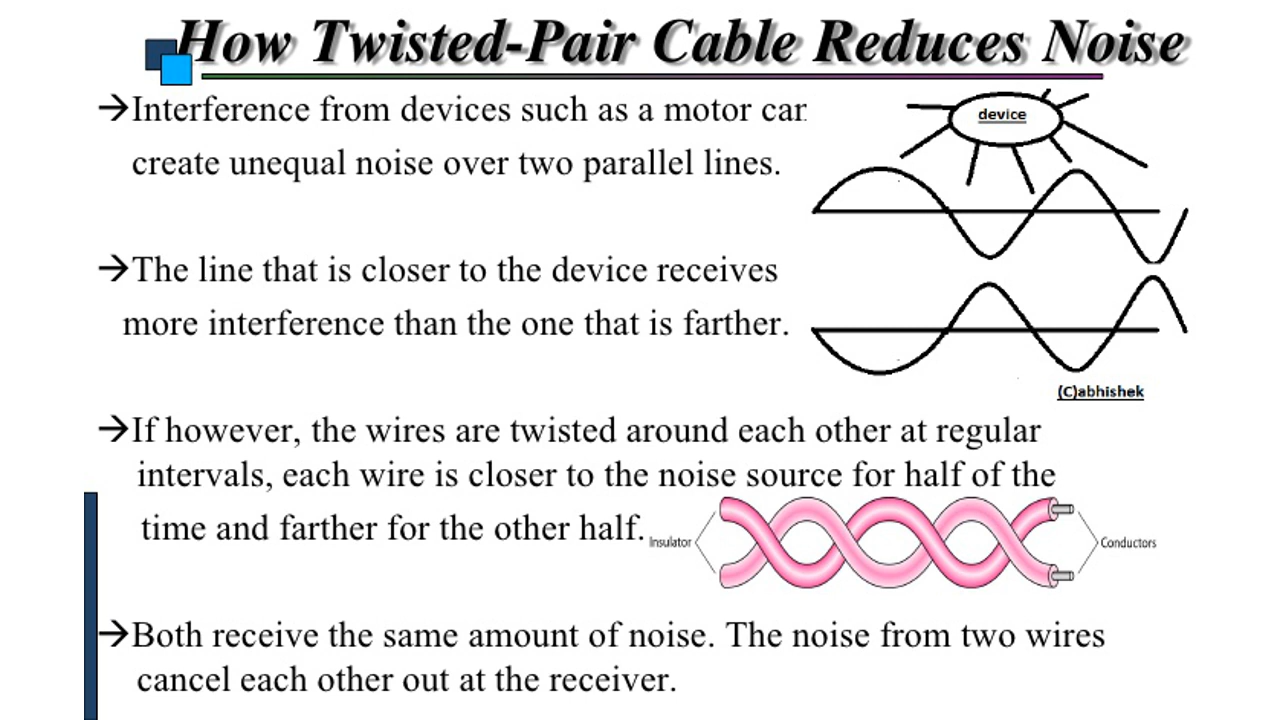 How Twisted-Pair Cable Reduces Noise
→Interference from devices such as a motor can
create unequal noise over two parallel lines.
device
→The line that is closer to the device receives
more interference than the one that is farther.
(C)abhishek
→If however, the wires are twisted around each other at regular
intervals, each wire is closer to the noise source for half of the
time and farther for the other half.
Insulator
Conductors
→Both receive the same amount of noise. The noise from two wires
cancel each other out at the receiver.